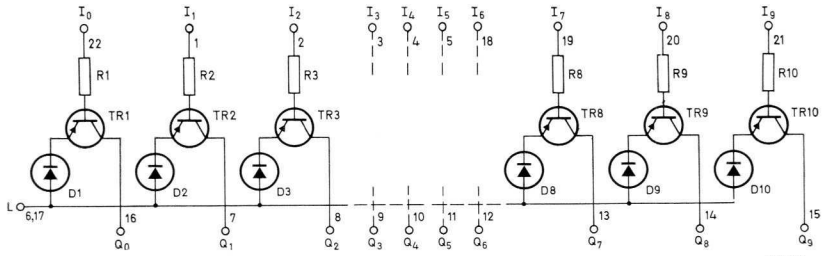 I0 I1 I2 I3 I4 I5 I6 I7 I8 I9
22 1 2 3 4 5 18 19 20 21
R1 R2 R3 R8 R9 R10
TR1 TR2 TR3 TR8 TR9 TR10
D1 D2 D3 D8 D9 D10
L 6,17
16 7 8 9 10 11 12 13 14 15
Q0 Q1 Q2 Q3 Q4 Q5 Q6 Q7 Q8 Q9